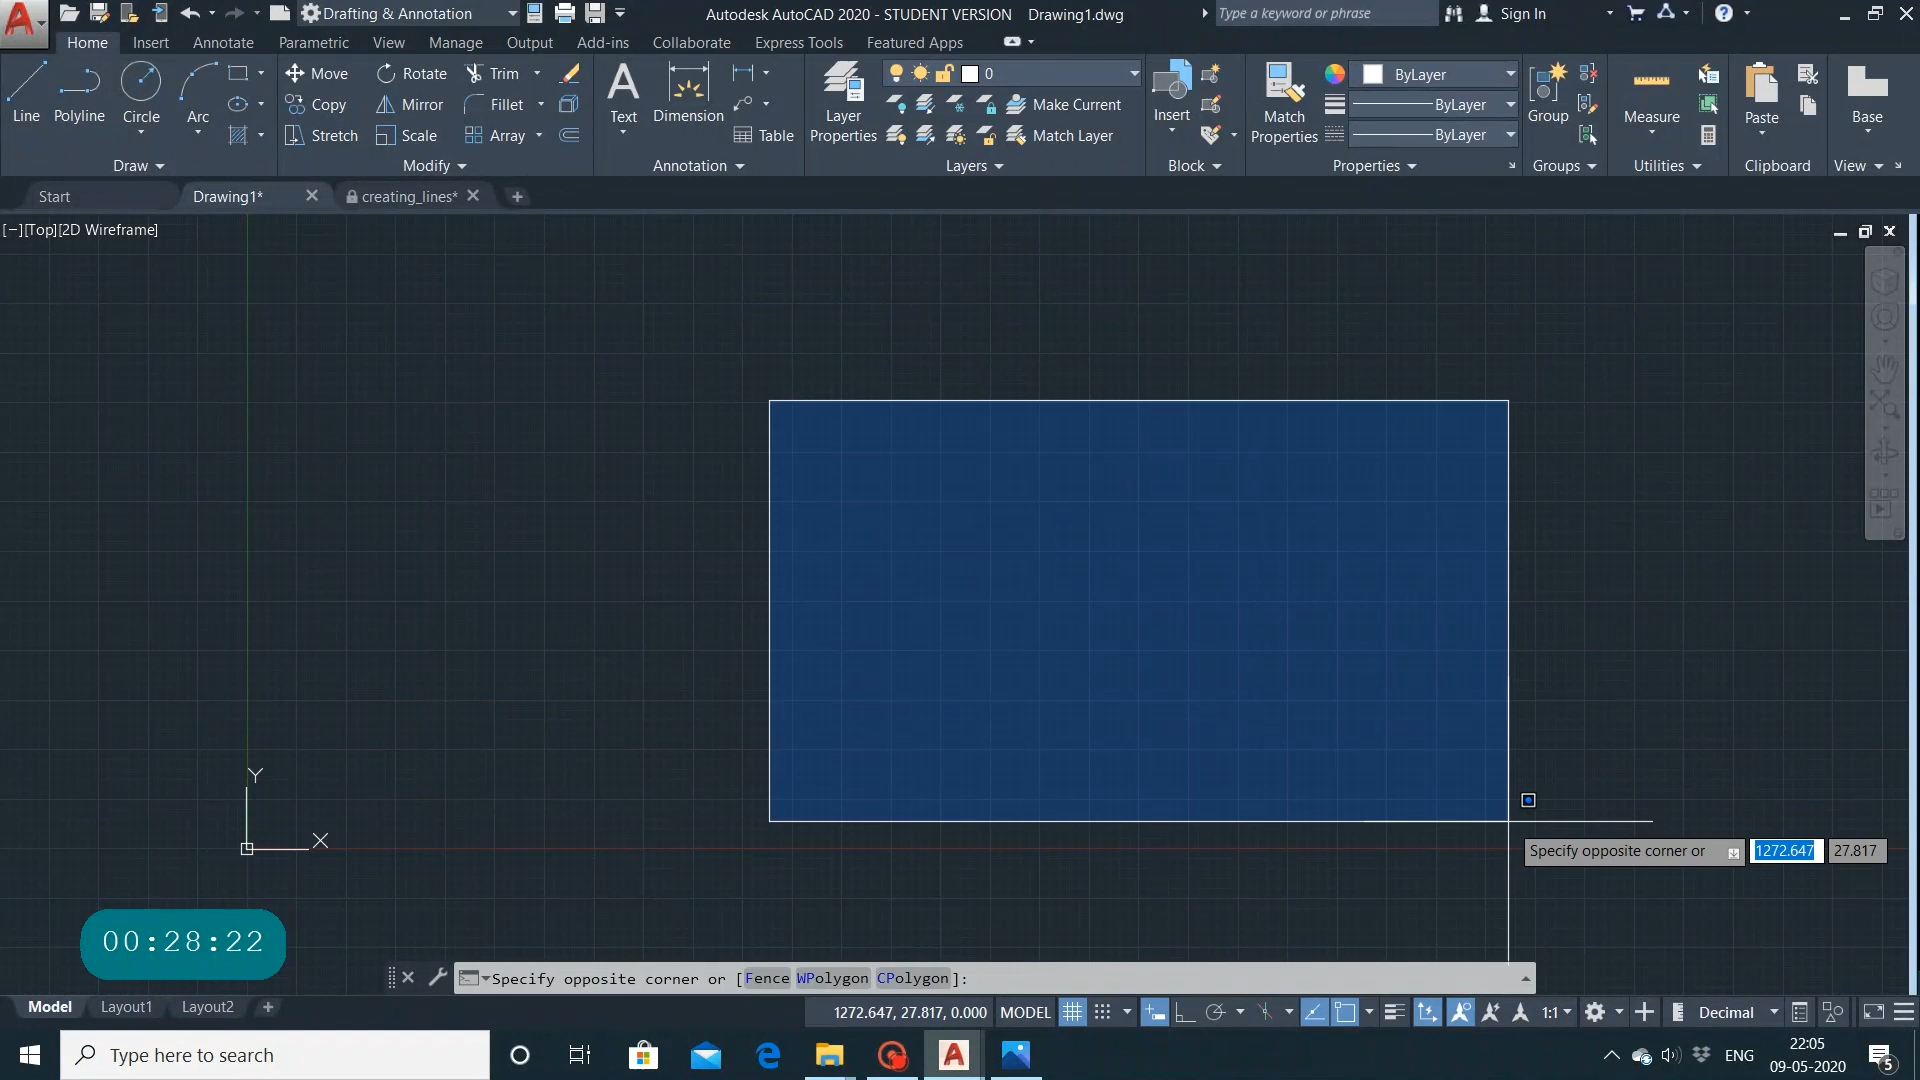 Drafting & Annotation
Autodesk AutoCAD 2020 - STUDENT VERSION Drawing1.dwg
Type a keyword or phrase
Sign In
Home Insert Annotate Parametric View Manage Output Add-ins Collaborate Express Tools Featured Apps
Line Polyline Circle Arc
Move Rotate Trim
Copy Mirror Fillet
Stretch Scale Array
Text Dimension Table
Layer Properties
0
Make Current
Match Layer
Insert
Match Properties
ByLayer
ByLayer
ByLayer
Group
Measure
Paste
Base
Draw Modify Annotation Layers Block Properties Groups Utilities Clipboard View
Start Drawing1* creating_lines*
[−][Top][2D Wireframe]
Y
X
Specify opposite corner or 1272.647 27.817
00:28:22
Specify opposite corner or [Fence WPolygon CPolygon]:
Model Layout1 Layout2
1272.647, 27.817, 0.000 MODEL 1:1 Decimal
Type here to search
ENG
22:05
09-05-2020
5